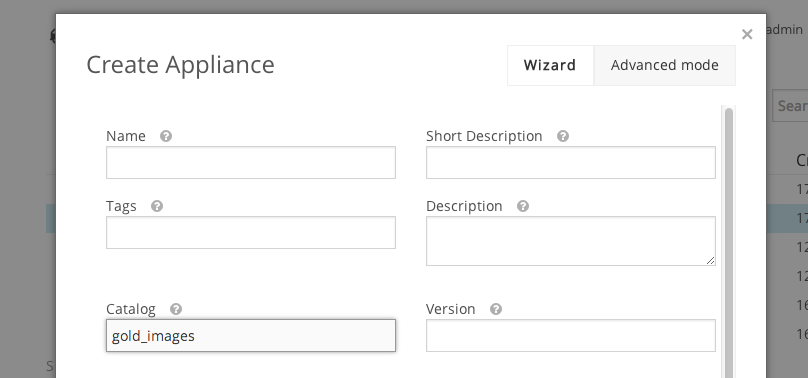 admin
Create Appliance
Wizard
Advanced mode
Name
Short Description
Tags
Description
Catalog
Version
gold_images
Sear
Cr
17
17
12
12
16
16
S